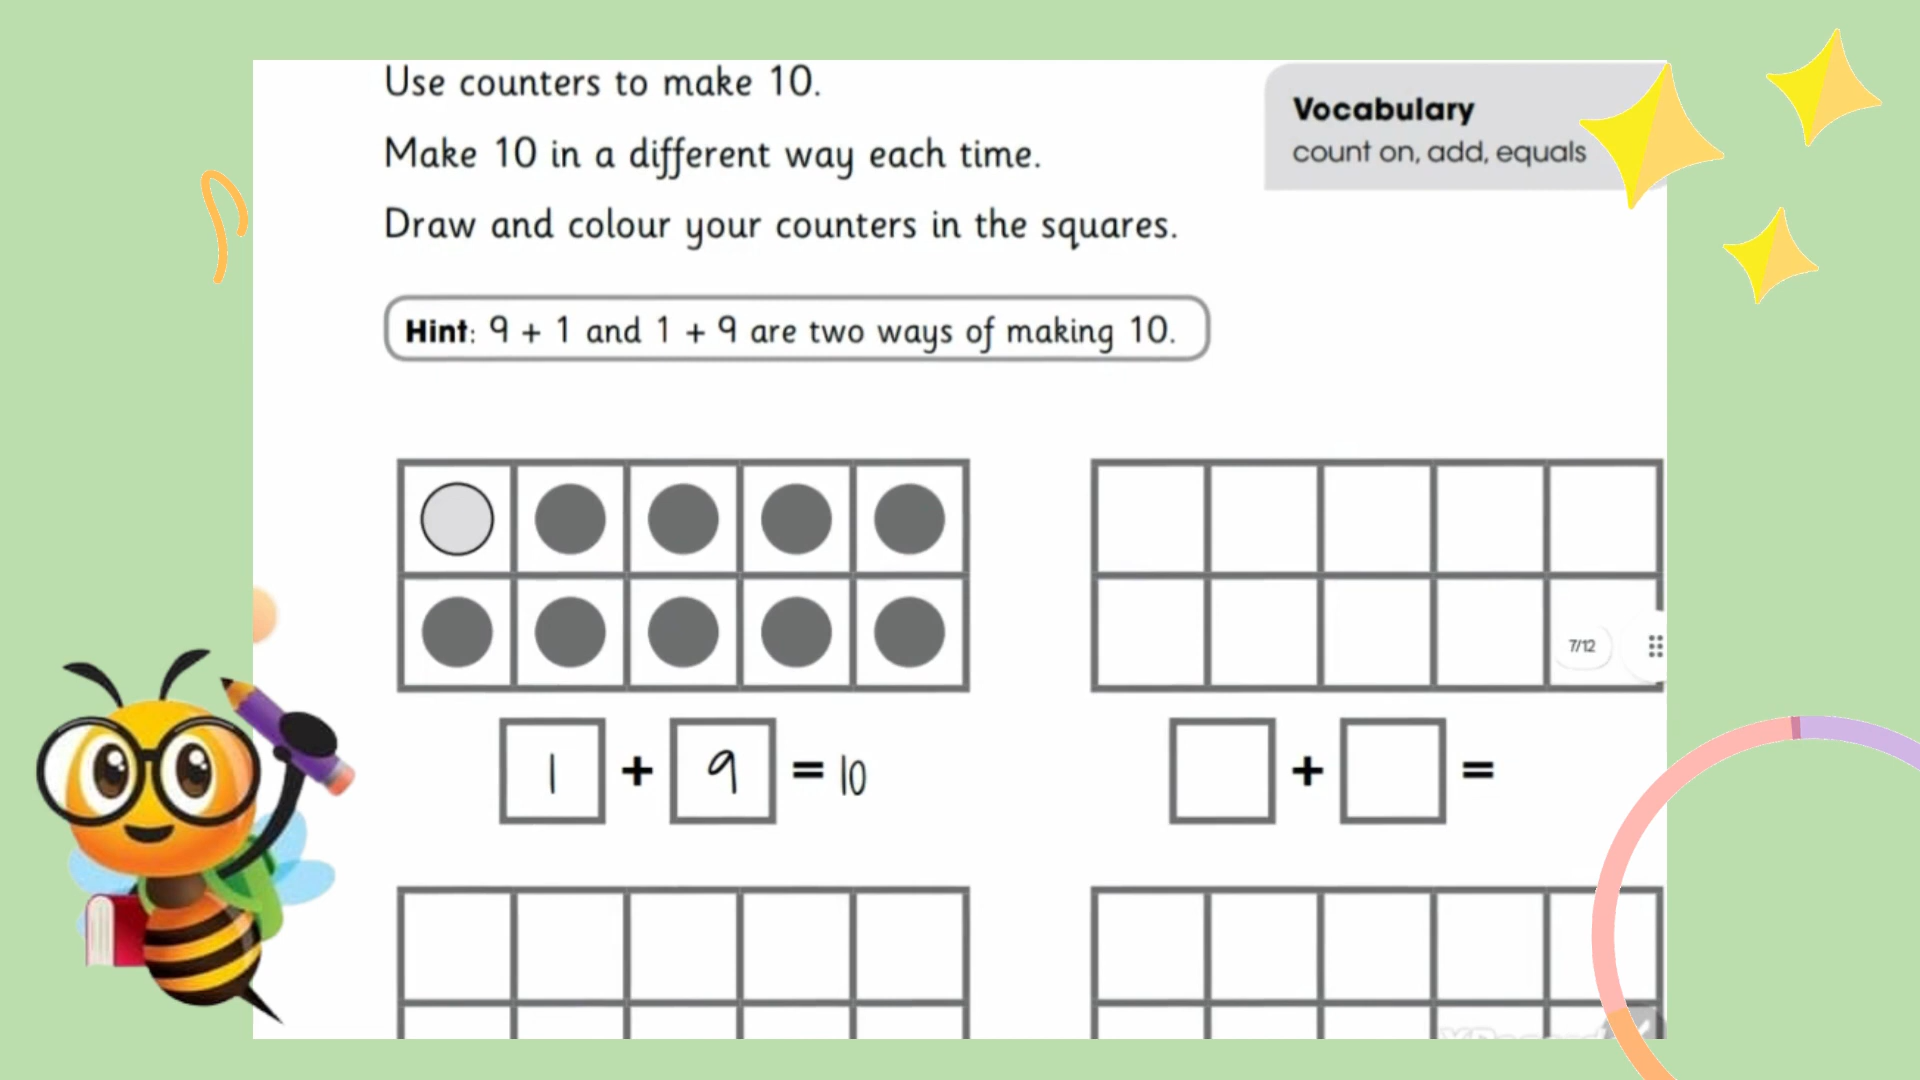 Use counters to make 10.
Make 10 in a different way each time.
Draw and colour your counters in the squares.
Vocabulary
count on, add, equals
Hint: 9 + 1 and 1 + 9 are two ways of making 10.
7/12
1 + 9 = 10
+ =